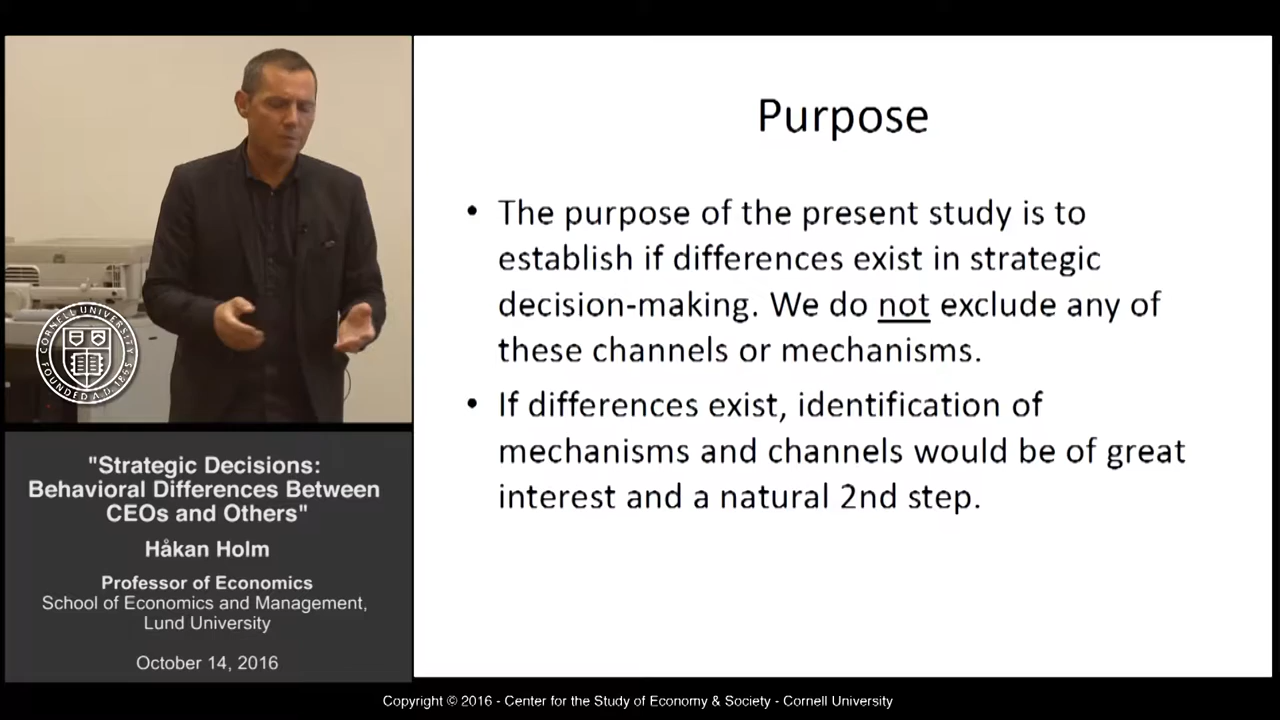 Purpose
• The purpose of the present study is to
establish if differences exist in strategic
decision-making. We do not exclude any of
these channels or mechanisms.
• If differences exist, identification of
mechanisms and channels would be of great
interest and a natural 2nd step.
CORNELL UNIVERSITY
FOUNDED A.D. 1865
"Strategic Decisions:
Behavioral Differences Between
CEOs and Others"
Håkan Holm
Professor of Economics
School of Economics and Management,
Lund University
October 14, 2016
Copyright © 2016 - Center for the Study of Economy & Society - Cornell University